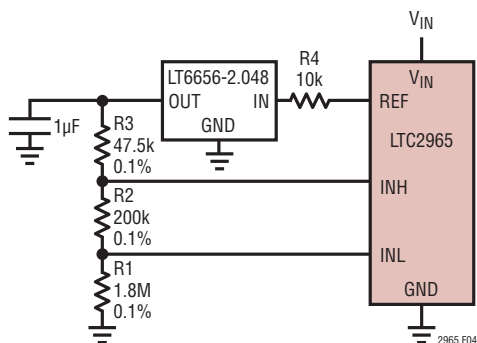 VIN
R4
10k
LT6656-2.048
OUT
IN
GND
VIN
REF
LTC2965
1µF
R3
47.5k
0.1%
INH
R2
200k
0.1%
INL
R1
1.8M
0.1%
GND
2965 F04